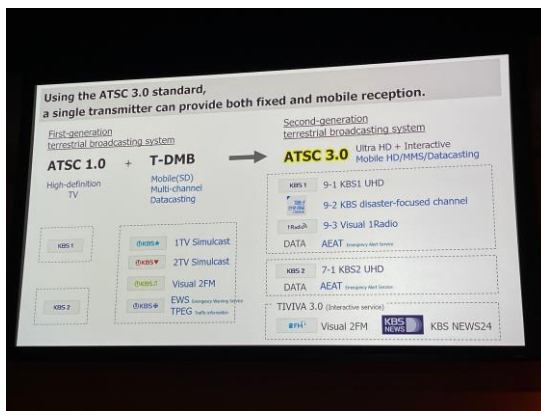 Using the ATSC 3.0 standard,
a single transmitter can provide both fixed and mobile reception.
First-generation
terrestrial broadcasting system
ATSC 1.0 + T-DMB
High-definition
TV
Mobile(SD)
Multi-channel
Datacasting
KBS 1
KBS 2
KBS 1TV Simulcast
KBS 2TV Simulcast
KBS Visual 2FM
KBS EWS Emergency Warning Service
TPEG Traffic Information
Second-generation
terrestrial broadcasting system
ATSC 3.0 Ultra HD + Interactive
Mobile HD/MMS/Datacasting
KBS 1 9-1 KBS1 UHD
9-2 KBS disaster-focused channel
1Radio 9-3 Visual 1Radio
DATA AEAT Emergency Alert Service
KBS 2 7-1 KBS2 UHD
DATA AEAT Emergency Alert Service
TIVIVA 3.0 (Interactive service)
Visual 2FM KBS NEWS KBS NEWS24